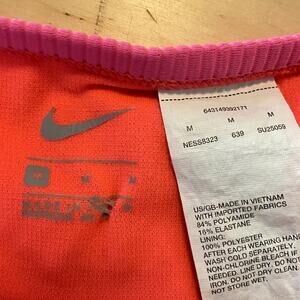 643149392171
M M M
NESS8323 639 SU25059
US/GB-MADE IN VIETNAM
WITH IMPORTED FABRICS
84% POLYAMIDE
16% ELASTANE
LINING:
100% POLYESTER
AFTER EACH WEARING HAND
WASH COLD SEPARATELY.
NON-CHLORINE BLEACH IF
NEEDED. LINE DRY. DO NOT
IRON. DO NOT DRY CLEAN.